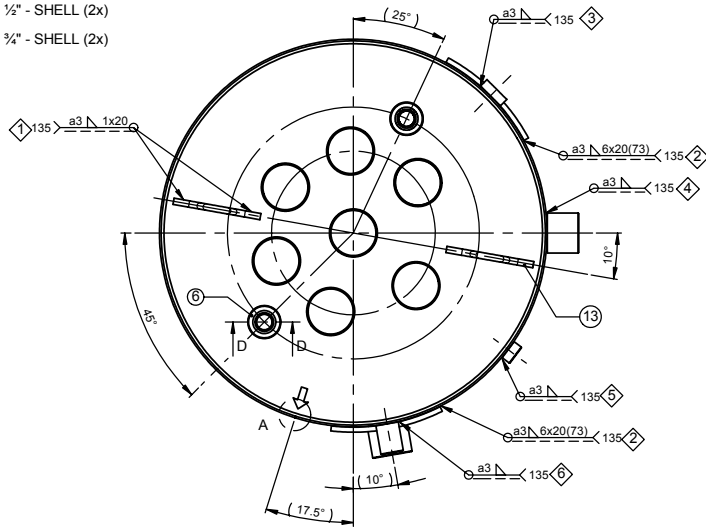 ½" - SHELL (2x)
¾" - SHELL (2x)
( 25° )
a3 135 3
1 135 a3 1x20
a3 6x20(73) 135 2
a3 135 4
10°
45°
6
13
D D
A
a3 135 5
a3 6x20(73) 135 2
a3 135 6
( 10° )
( 17.5° )